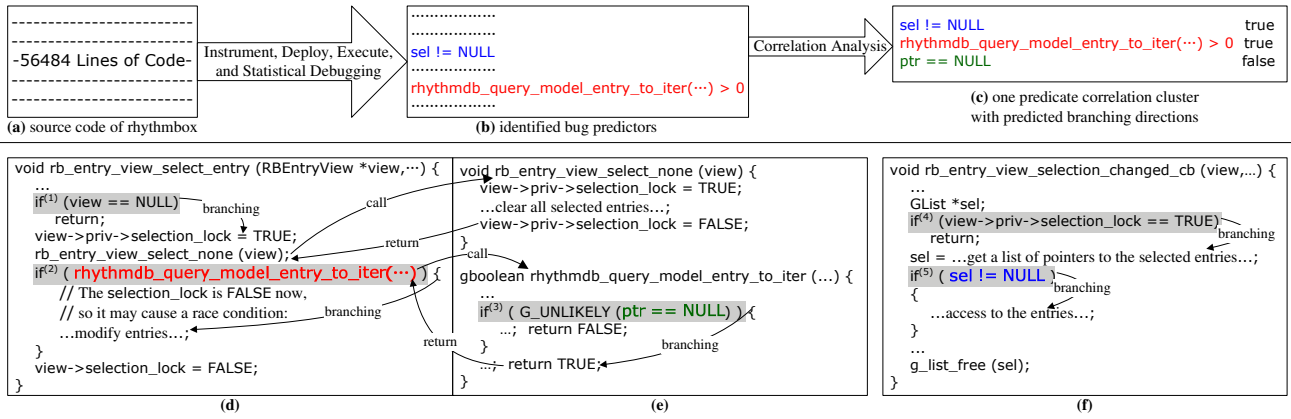 -56484 Lines of Code-
(a) source code of rhythmbox
Instrument, Deploy, Execute,
and Statistical Debugging
sel != NULL
rhythmdb_query_model_entry_to_iter(⋯) > 0
(b) identified bug predictors
Correlation Analysis
sel != NULL true
rhythmdb_query_model_entry_to_iter(⋯) > 0 true
ptr == NULL false
(c) one predicate correlation cluster
with predicted branching directions
void rb_entry_view_select_entry (RBEntryView *view,⋯) {
...
if(1) (view == NULL)
branching
return;
view->priv->selection_lock = TRUE;
rb_entry_view_select_none (view);
if(2) ( rhythmdb_query_model_entry_to_iter(⋯) ) {
// The selection_lock is FALSE now,
// so it may cause a race condition:
branching
…modify entries…;
}
view->selection_lock = FALSE;
}
(d)
call
return
call
return
void rb_entry_view_select_none (view) {
view->priv->selection_lock = TRUE;
…clear all selected entries…;
view->priv->selection_lock = FALSE;
}
gboolean rhythmdb_query_model_entry_to_iter (...) {
...
if(3) ( G_UNLIKELY (ptr == NULL) ) {
…; return FALSE;
}
branching
…; return TRUE;
}
(e)
void rb_entry_view_selection_changed_cb (view,…) {
...
GList *sel;
if(4) (view->priv->selection_lock == TRUE)
return;
branching
sel = …get a list of pointers to the selected entries…;
if(5) ( sel != NULL )
branching
{
…access to the entries…;
}
...
g_list_free (sel);
}
(f)